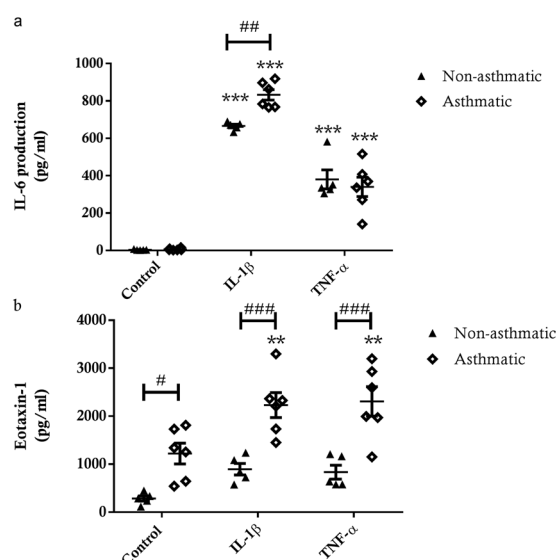 a
##
1000
800
600
400
200
0
IL-6 production
(pg/ml)
***
***
***
***
Non-asthmatic
Asthmatic
Control
IL-1β
TNF-α
b
###
###
#
**
**
4000
3000
2000
1000
0
Eotaxin-1
(pg/ml)
Non-asthmatic
Asthmatic
Control
IL-1β
TNF-α